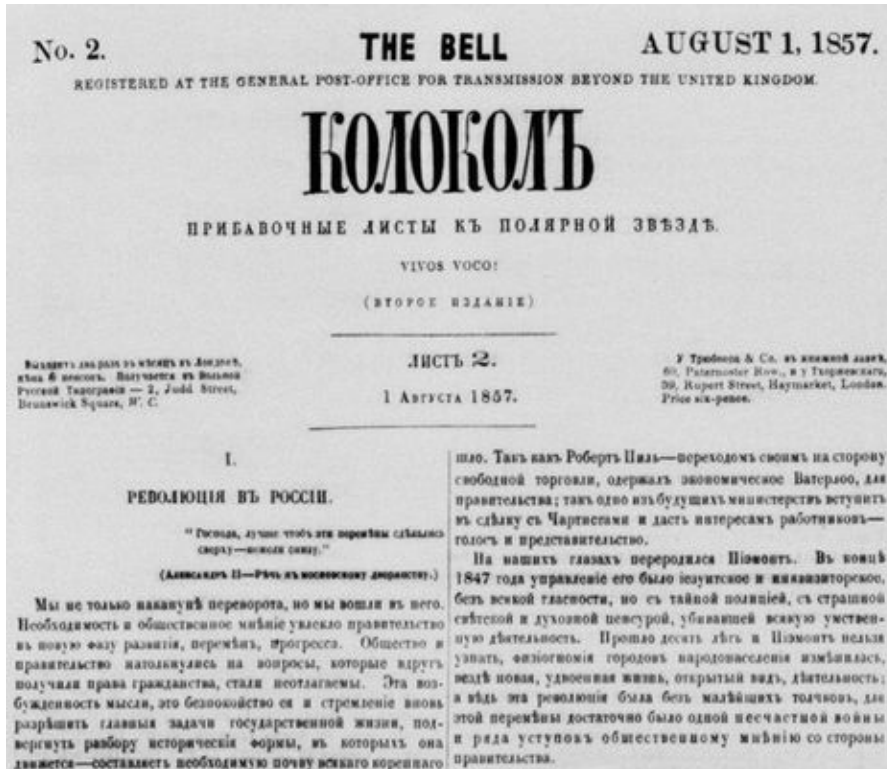 No. 2.
THE BELL
AUGUST 1, 1857.
REGISTERED AT THE GENERAL POST-OFFICE FOR TRANSMISSION BEYOND THE UNITED KINGDOM.
КОЛОКОЛЪ
ПРИБАВОЧНЫЕ ЛИСТЫ КЪ ПОЛЯРНОЙ ЗВѢЗДѢ.
VIVOS VOCO!
(ВТОРОЕ ИЗДАНІЕ)
Выходитъ два раза въ мѣсяцъ въ Лондонѣ,
цѣна 6 пенсовъ. Получается въ Вольной
Русской Типографіи — 2, Judd Street,
Brunswick Square, W. C.
ЛИСТЪ 2.
1 Августа 1857.
У Трюбнера & Co. въ книжной лавкѣ,
60, Paternoster Row., и у Тхоржевскаго,
39, Rupert Street, Haymarket, London.
Price six-pence.
I.
РЕВОЛЮЦІЯ ВЪ РОССІИ.
"Господа, лучше чтобъ эти перемѣны сдѣлались
сверху—нежели снизу."
(Александръ II—Рѣчь къ московскому дворянству.)
Мы не только наканунѣ переворота, но мы вошли въ него.
Необходимость и общественное мнѣніе увлекло правительство
въ новую фазу развитія, перемѣнъ, прогресса. Общество и
правительство натолкнулись на вопросы, которые вдругъ
получили права гражданства, стали неотлагаемы. Эта воз-
бужденность мысли, это безпокойство ея и стремленіе вновь
разрѣшить главныя задачи государственной жизни, под-
вергнуть разбору историческія формы, въ которыхъ она
движется—составляетъ необходимую почву всякаго кореннаго
шло. Такъ какъ Робертъ Пиль—переходомъ своимъ на сторону
свободной торговли, одержалъ экономическое Ватерлоо, для
правительства; такъ одно изъ будущихъ министерствъ вступитъ
въ сдѣлку съ Чартистами и дастъ интересамъ работниковъ—
голосъ и представительство.
На нашихъ глазахъ переродился Піэмонтъ. Въ концѣ
1847 года управленіе его было іезуитское и инквизиторское,
безъ всякой гласности, но съ тайной полиціей, съ страшной
свѣтской и духовной ценсурой, убивавшей всякую умствен-
ную дѣятельность. Прошло десять лѣтъ и Піэмонтъ нельзя
узнать, физіогномія городовъ народонаселенія измѣнилась,
вездѣ новая, удвоенная жизнь, открытый видъ, дѣятельность;
а вѣдь эта революція была безъ малѣйшихъ толчковъ, для
этой перемѣны достаточно было одной несчастной войны
и ряда уступокъ общественному мнѣнію со стороны
правительства.